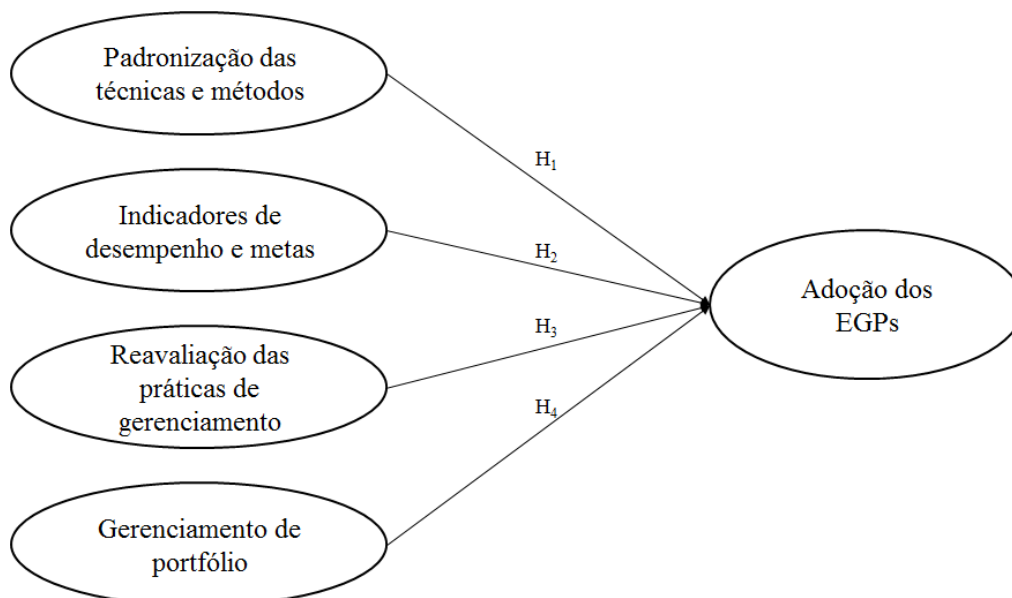 Padronização das
técnicas e métodos
H1
Indicadores de
desempenho e metas
H2
Adoção dos
EGPs
H3
Reavaliação das
práticas de
gerenciamento
H4
Gerenciamento de
portfólio